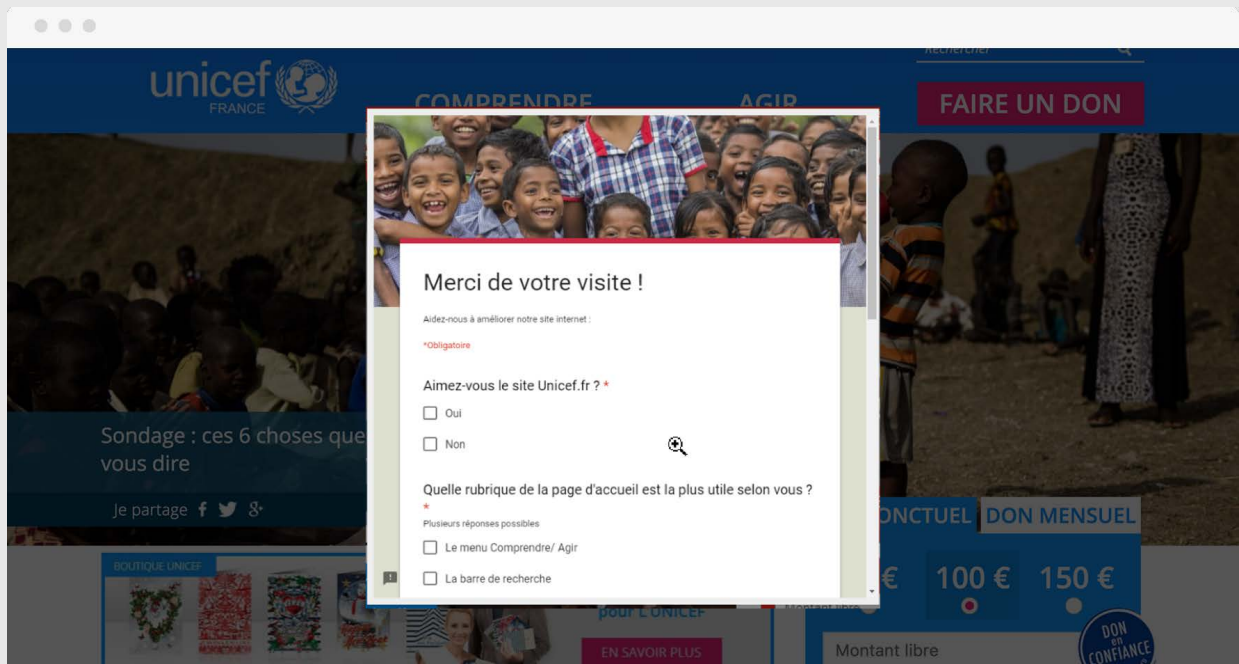 Rechercher
unicef
FRANCE
COMPRENDRE
AGIR
FAIRE UN DON
Merci de votre visite !
Aidez-nous à améliorer notre site internet :
*Obligatoire
Aimez-vous le site Unicef.fr ? *
Oui
Non
Quelle rubrique de la page d'accueil est la plus utile selon vous ?
*
Plusieurs réponses possibles
Le menu Comprendre/ Agir
La barre de recherche
Sondage : ces 6 choses que
vous dire
Je partage
DON MENSUEL
€ 100 € 150 €
BOUTIQUE UNICEF
pour L'UNICEF
EN SAVOIR PLUS
Montant libre
Montant libre
DON
en
CONFIANCE